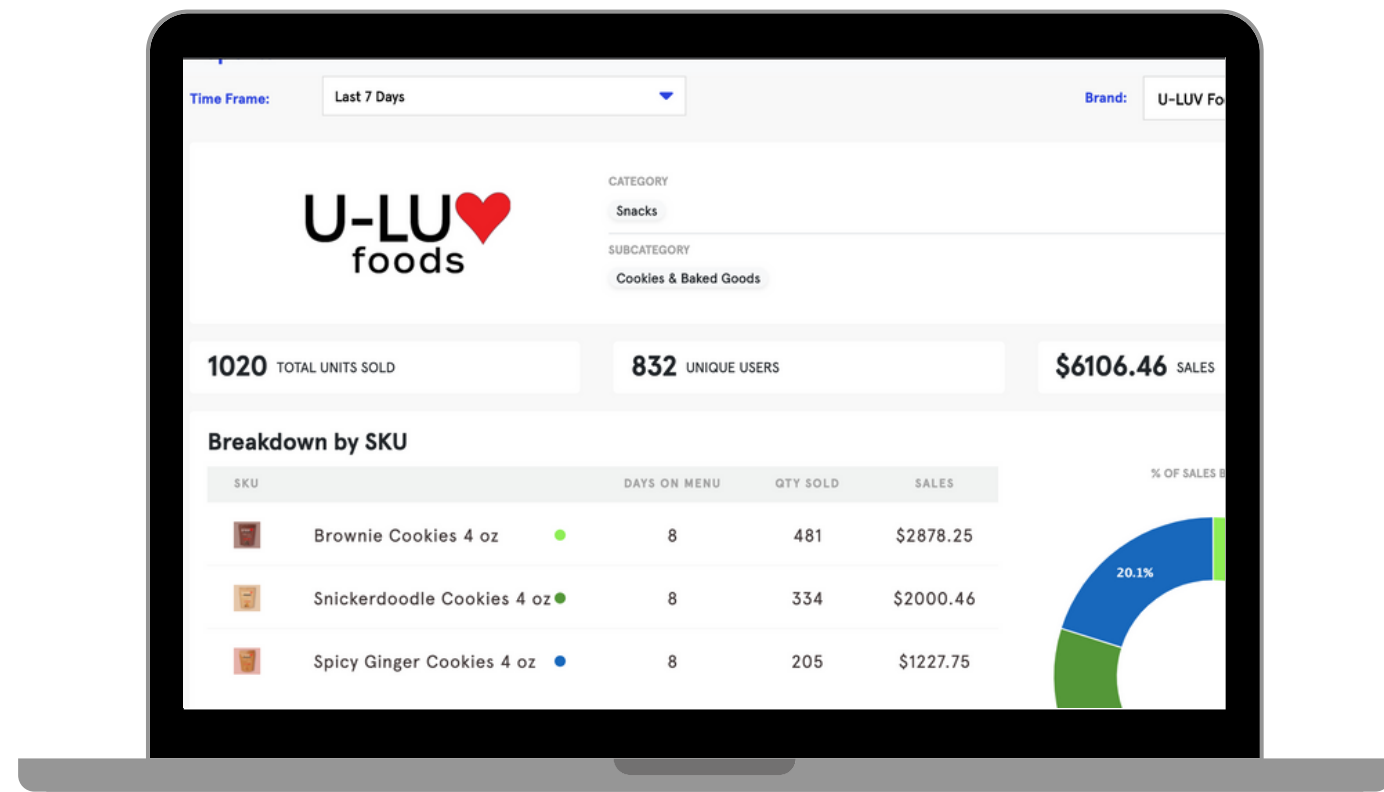 Time Frame: Last 7 Days Brand: U-LUV Fo
U-LU
foods
CATEGORY
Snacks
SUBCATEGORY
Cookies & Baked Goods
1020 TOTAL UNITS SOLD 832 UNIQUE USERS $6106.46 SALES
Breakdown by SKU
% OF SALES B
SKU DAYS ON MENU QTY SOLD SALES
Brownie Cookies 4 oz 8 481 $2878.25
20.1%
Snickerdoodle Cookies 4 oz 8 334 $2000.46
Spicy Ginger Cookies 4 oz 8 205 $1227.75